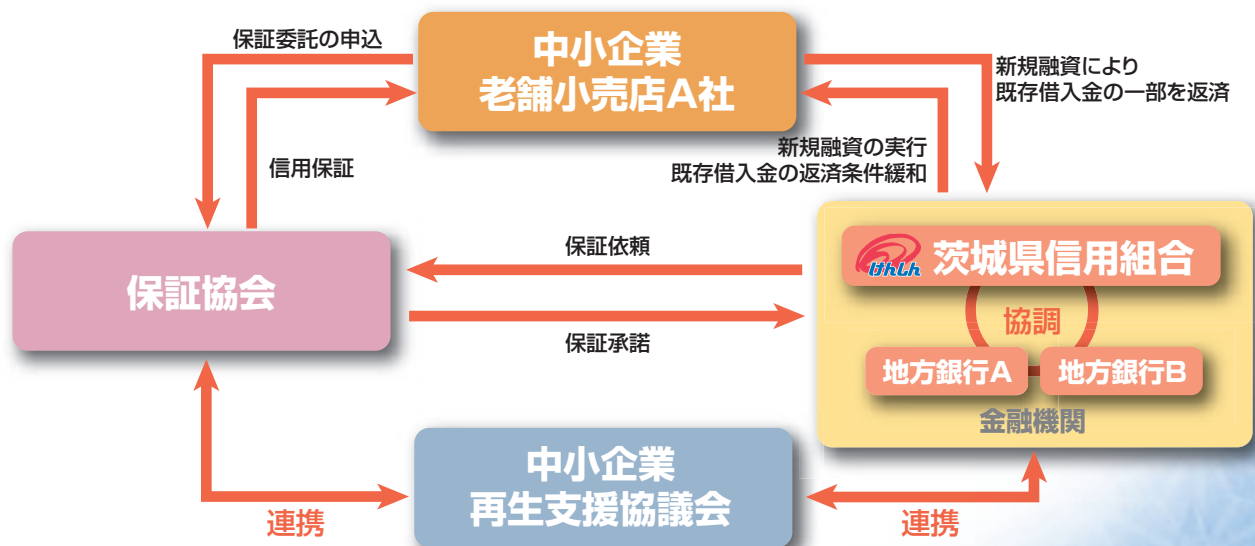 保証委託の申込
中小企業
老舗小売店A社
新規融資により
既存借入金の一部を返済
信用保証
新規融資の実行
既存借入金の返済条件緩和
保証協会
保証依頼
保証承諾
けんしん 茨城県信用組合
協調
地方銀行A 地方銀行B
金融機関
中小企業
再生支援協議会
連携
連携